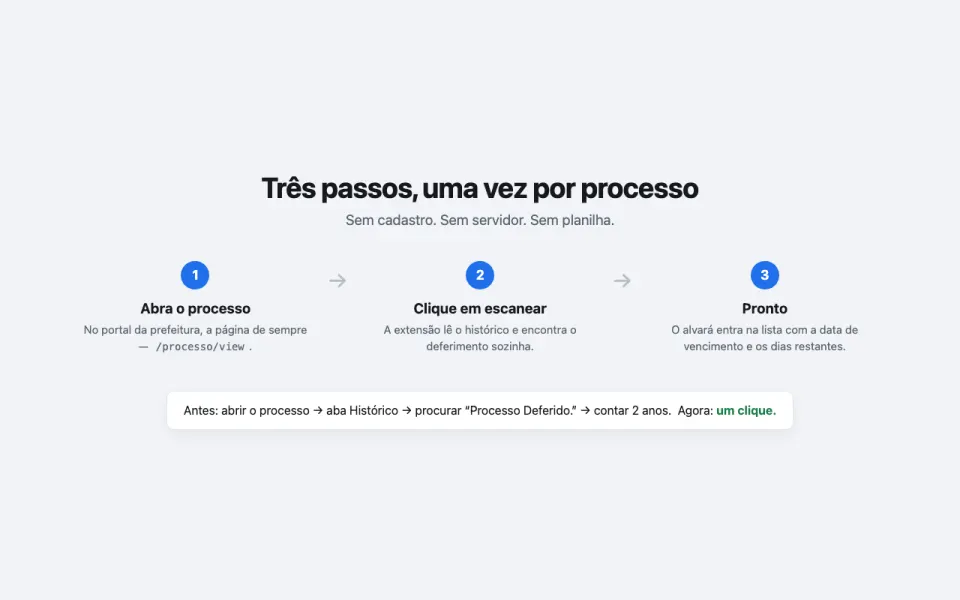 Três passos, uma vez por processo
Sem cadastro. Sem servidor. Sem planilha.
1
→
2
→
3
Abra o processo
No portal da prefeitura, a página de sempre
— /processo/view .
Clique em escanear
A extensão lê o histórico e encontra o
deferimento sozinha.
Pronto
O alvará entra na lista com a data de
vencimento e os dias restantes.
Antes: abrir o processo → aba Histórico → procurar “Processo Deferido.” → contar 2 anos. Agora: um clique.